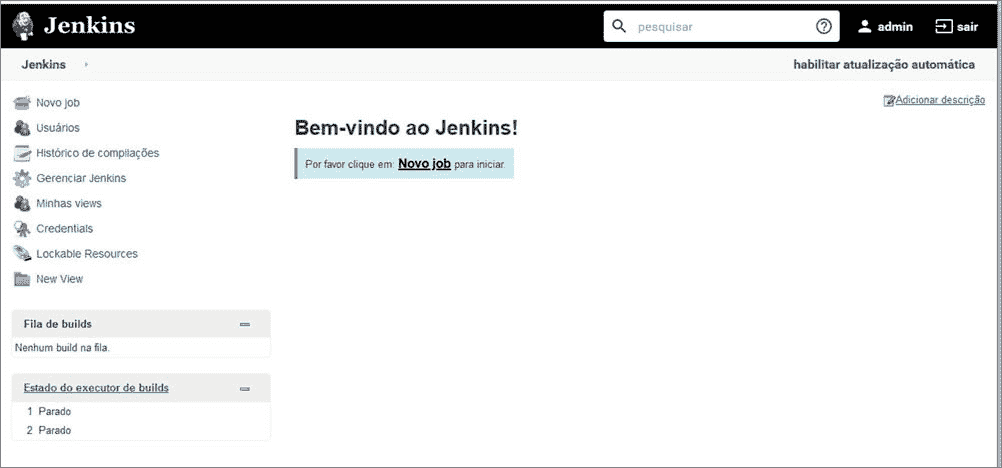 Jenkins
pesquisar
admin
sair
Jenkins
habilitar atualização automática
Novo job
Usuários
Histórico de compilações
Gerenciar Jenkins
Minhas views
Credentials
Lockable Resources
New View
Adicionar descrição
Bem-vindo ao Jenkins!
Por favor clique em: Novo job para iniciar.
Fila de builds
Nenhum build na fila.
Estado do executor de builds
1 Parado
2 Parado